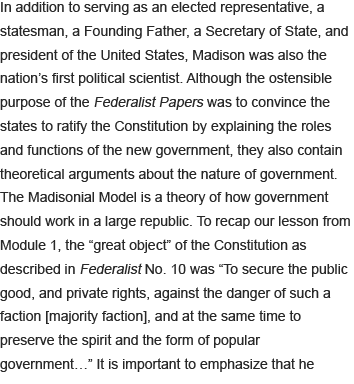 In addition to serving as an elected representative, a
statesman, a Founding Father, a Secretary of State, and
president of the United States, Madison was also the
nation’s first political scientist. Although the ostensible
purpose of the Federalist Papers was to convince the
states to ratify the Constitution by explaining the roles
and functions of the new government, they also contain
theoretical arguments about the nature of government.
The Madisonial Model is a theory of how government
should work in a large republic. To recap our lesson from
Module 1, the “great object” of the Constitution as
described in Federalist No. 10 was “To secure the public
good, and private rights, against the danger of such a
faction [majority faction], and at the same time to
preserve the spirit and the form of popular
government…” It is important to emphasize that he